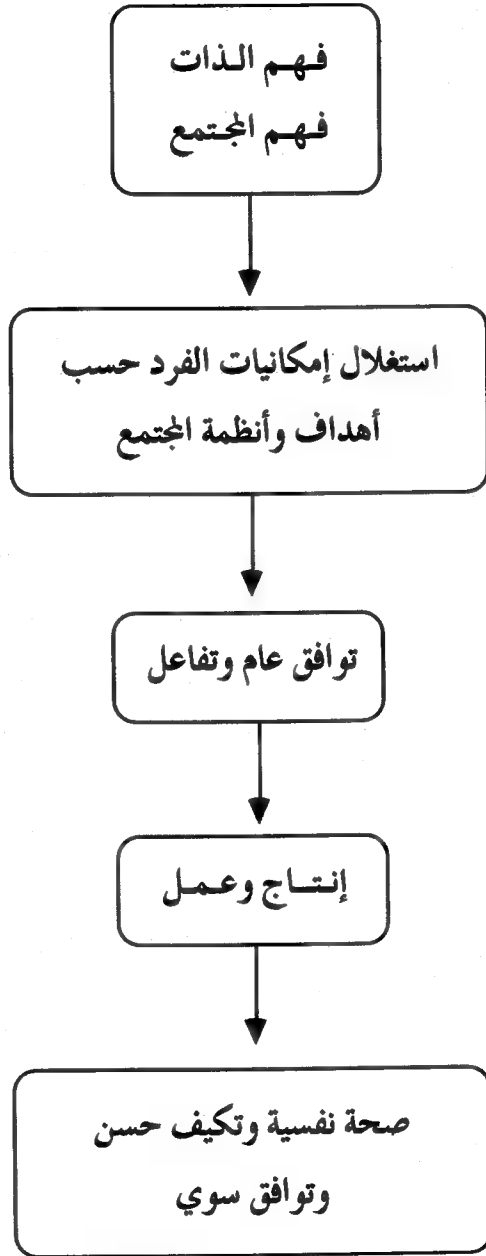 فهم الذات
فهم المجتمع
استغلال إمكانيات الفرد حسب
أهداف وأنظمة المجتمع
توافق عام وتفاعل
إنتاج وعمل
صحة نفسية وتكيف حسن
وتوافق سوي